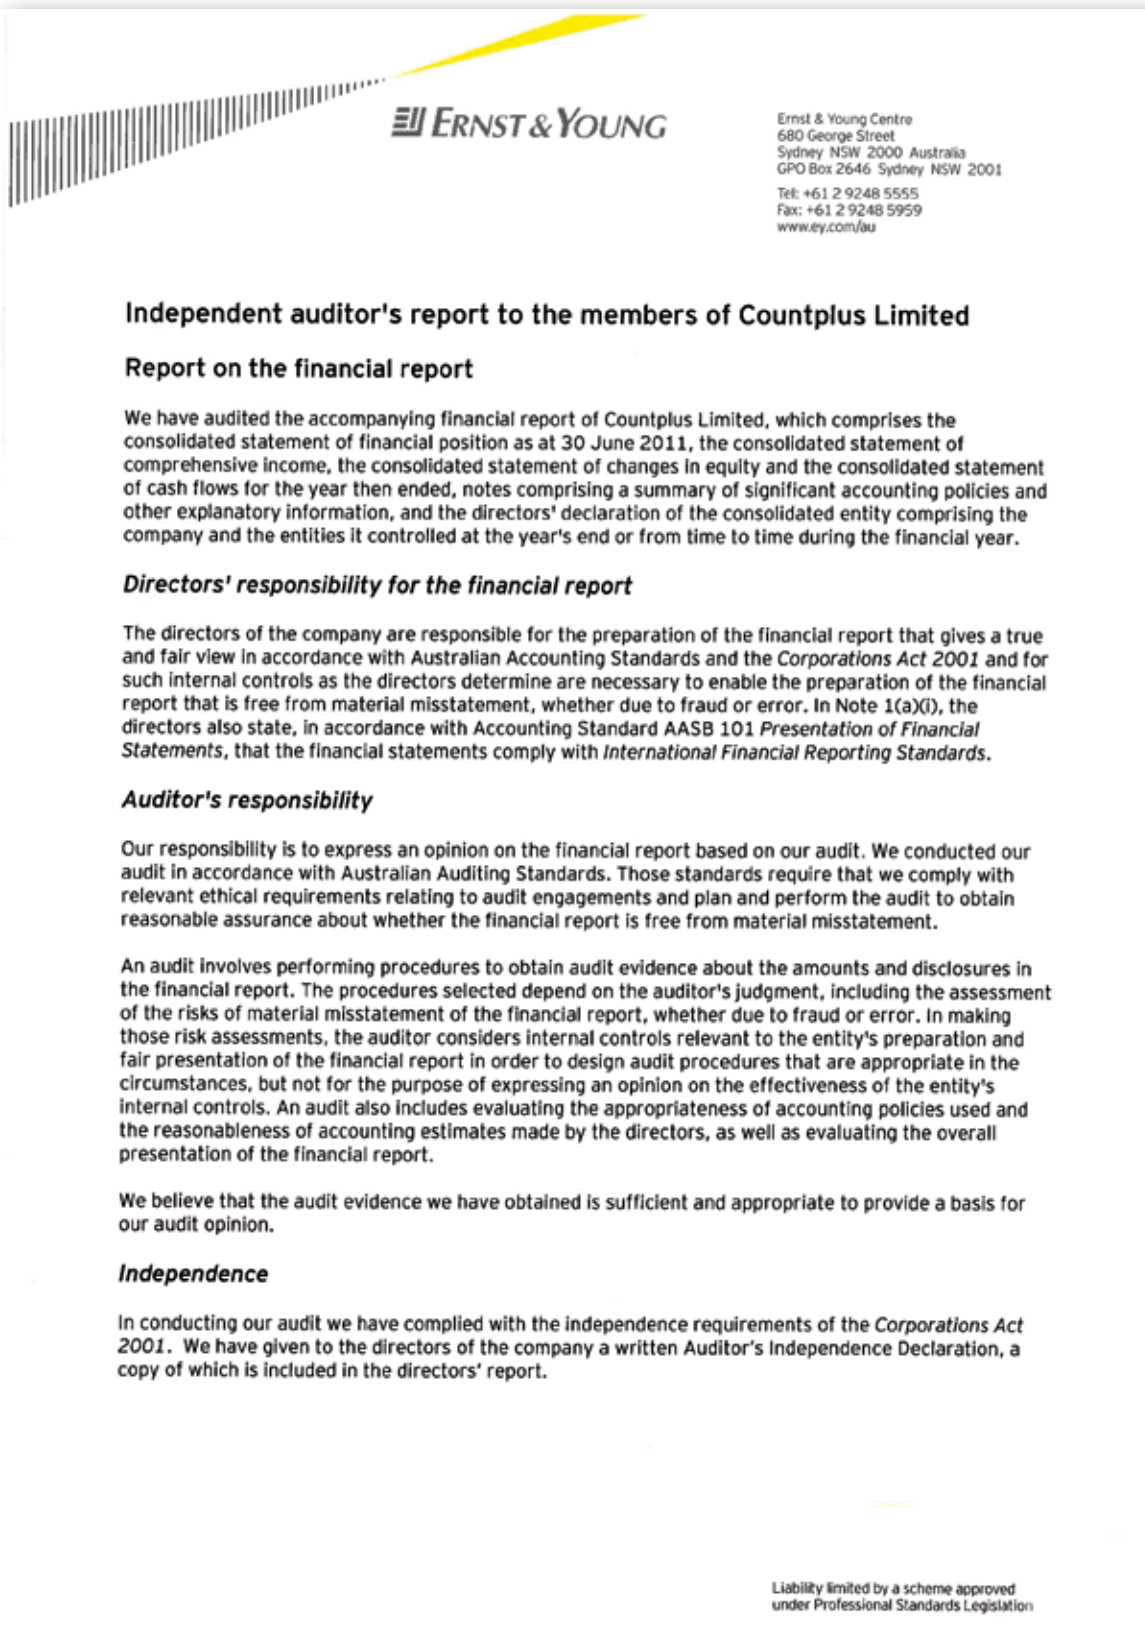 ERNST & YOUNG
Ernst & Young Centre
680 George Street
Sydney NSW 2000 Australia
GPO Box 2646 Sydney NSW 2001
Tel: +61 2 9248 5555
Fax: +61 2 9248 5959
www.ey.com/au
Independent auditor's report to the members of Countplus Limited
Report on the financial report
We have audited the accompanying financial report of Countplus Limited, which comprises the
consolidated statement of financial position as at 30 June 2011, the consolidated statement of
comprehensive income, the consolidated statement of changes in equity and the consolidated statement
of cash flows for the year then ended, notes comprising a summary of significant accounting policies and
other explanatory information, and the directors' declaration of the consolidated entity comprising the
company and the entities it controlled at the year's end or from time to time during the financial year.
Directors' responsibility for the financial report
The directors of the company are responsible for the preparation of the financial report that gives a true
and fair view in accordance with Australian Accounting Standards and the Corporations Act 2001 and for
such internal controls as the directors determine are necessary to enable the preparation of the financial
report that is free from material misstatement, whether due to fraud or error. In Note 1(a)(i), the
directors also state, in accordance with Accounting Standard AASB 101 Presentation of Financial
Statements, that the financial statements comply with International Financial Reporting Standards.
Auditor's responsibility
Our responsibility is to express an opinion on the financial report based on our audit. We conducted our
audit in accordance with Australian Auditing Standards. Those standards require that we comply with
relevant ethical requirements relating to audit engagements and plan and perform the audit to obtain
reasonable assurance about whether the financial report is free from material misstatement.
An audit involves performing procedures to obtain audit evidence about the amounts and disclosures in
the financial report. The procedures selected depend on the auditor's judgment, including the assessment
of the risks of material misstatement of the financial report, whether due to fraud or error. In making
those risk assessments, the auditor considers internal controls relevant to the entity's preparation and
fair presentation of the financial report in order to design audit procedures that are appropriate in the
circumstances, but not for the purpose of expressing an opinion on the effectiveness of the entity's
internal controls. An audit also includes evaluating the appropriateness of accounting policies used and
the reasonableness of accounting estimates made by the directors, as well as evaluating the overall
presentation of the financial report.
We believe that the audit evidence we have obtained is sufficient and appropriate to provide a basis for
our audit opinion.
Independence
In conducting our audit we have complied with the independence requirements of the Corporations Act
2001. We have given to the directors of the company a written Auditor's Independence Declaration, a
copy of which is included in the directors' report.
Liability limited by a scheme approved
under Professional Standards Legislation